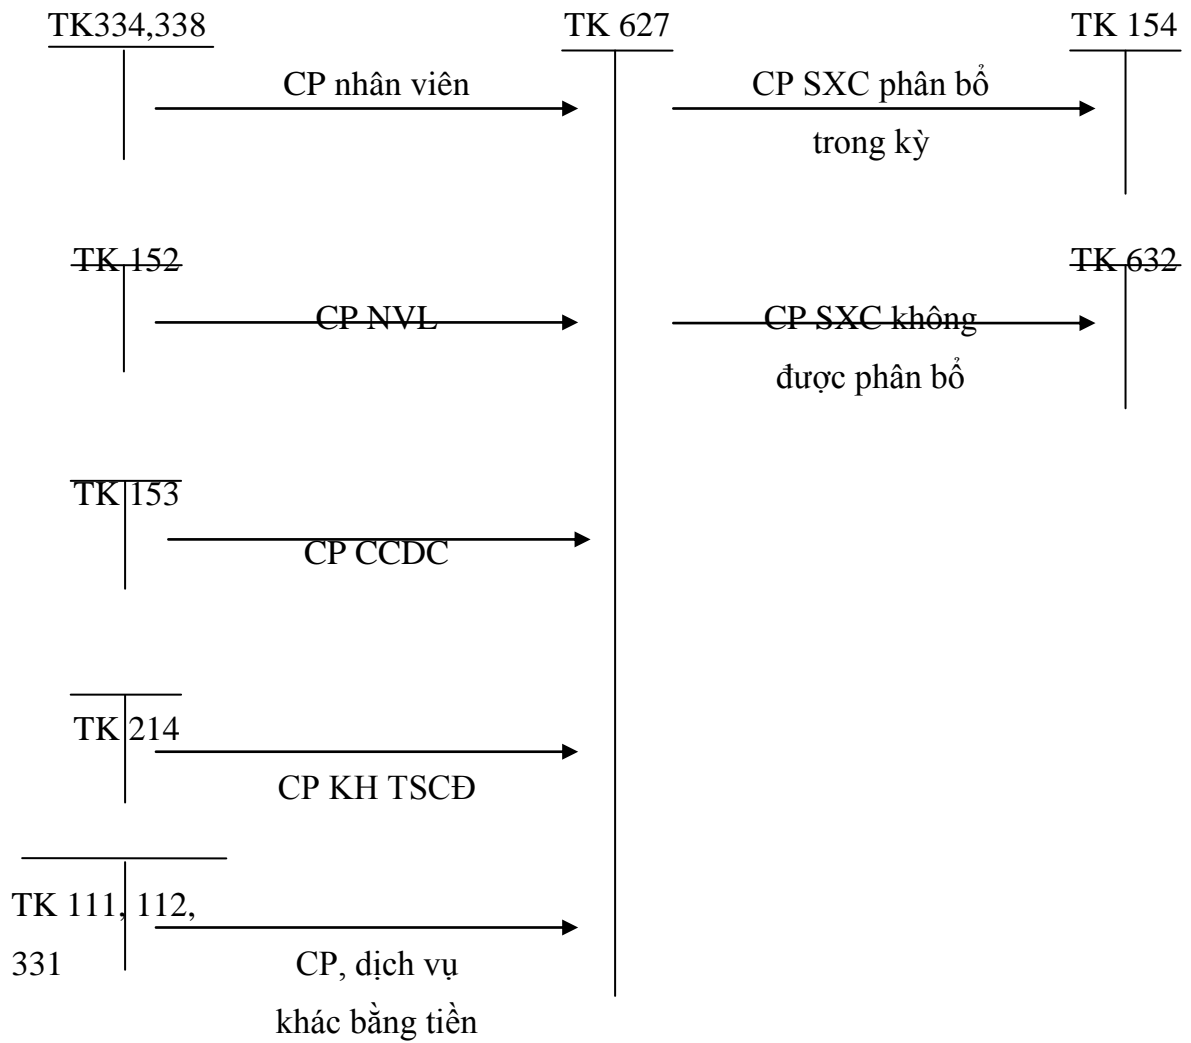 TK334,338
TK 627
TK 154
CP nhân viên
CP SXC phân bổ
trong kỳ
TK 152
TK 632
CP NVL
CP SXC không
được phân bổ
TK 153
CP CCDC
TK 214
CP KH TSCĐ
TK 111, 112,
331
CP, dịch vụ
khác bằng tiền